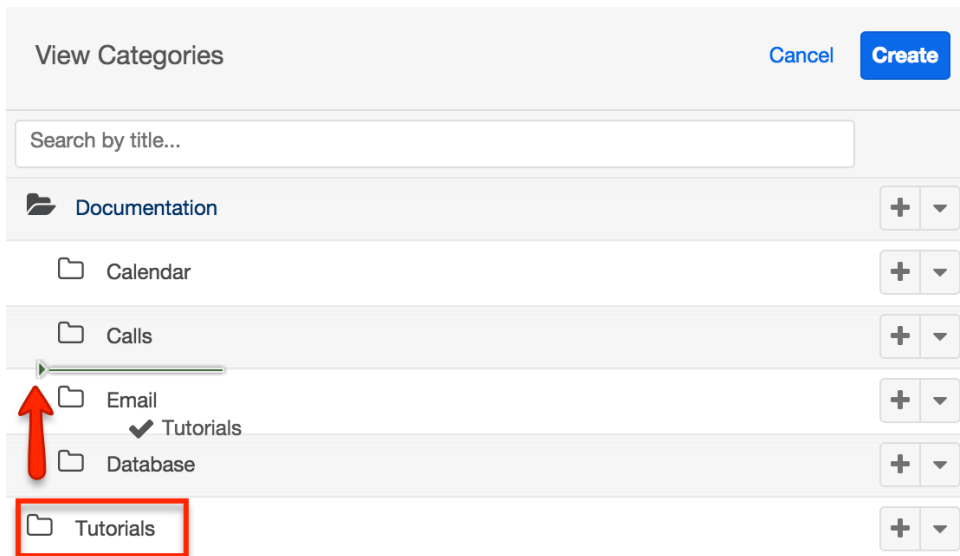 View Categories
Cancel
Create
Search by title...
Documentation
Calendar
Calls
Email
Tutorials
Database
Tutorials